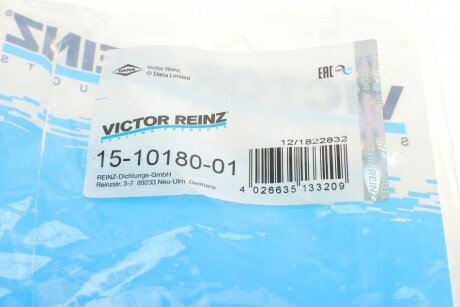 REINZ
DANA
Victor Reinz
© Dana Limited
EAC
VICTOR REINZ
15-10180-01
REINZ-Dichtungs-GmbH
Reinzstr. 3-7 89233 Neu-Ulm, Germany
12/1822832
4 026635 133209